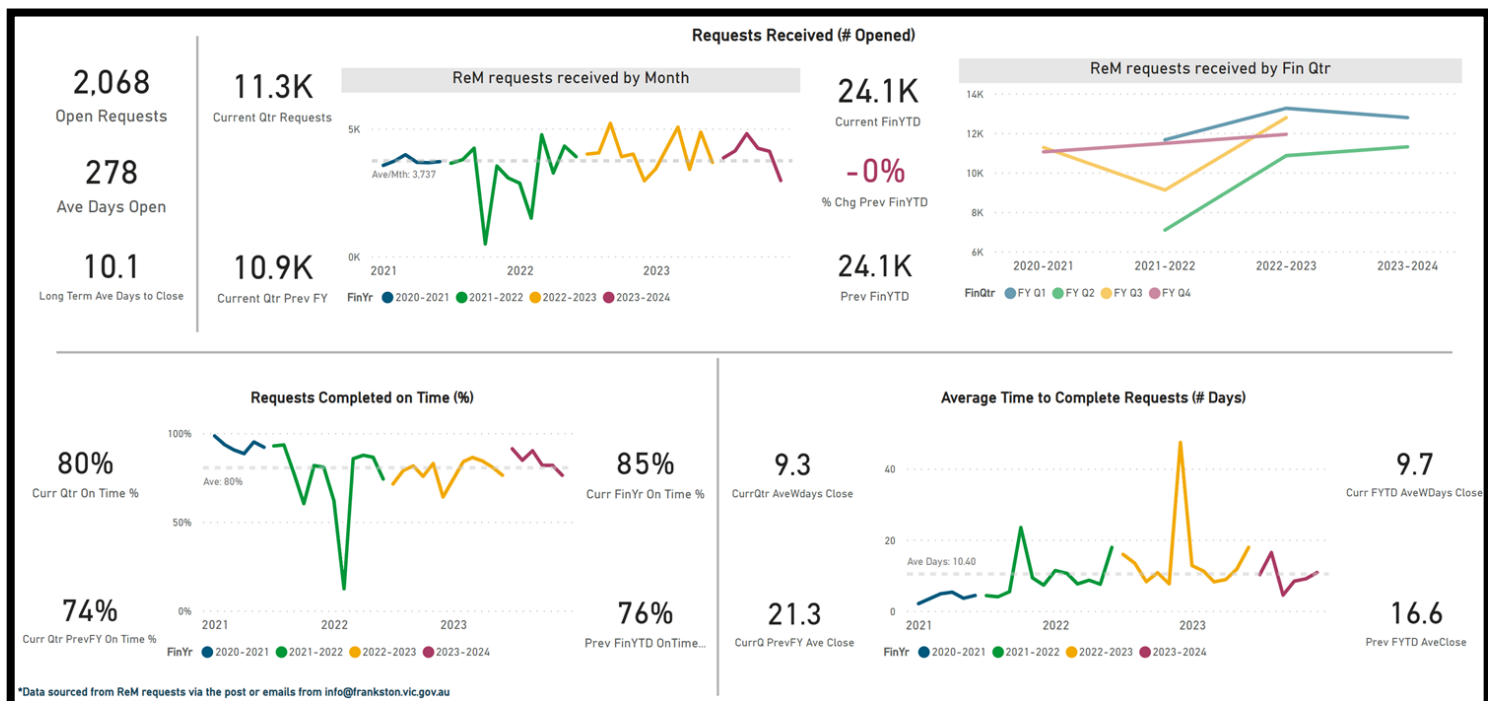 Requests Received (# Opened)
2,068
Open Requests
278
Ave Days Open
10.1
Long Term Ave Days to Close
11.3K
Current Qtr Requests
10.9K
Current Qtr Prev FY
ReM requests received by Month
5K
Ave/Mth: 3,737
0K
2021 2022 2023
FinYr 2020-2021 2021-2022 2022-2023 2023-2024
24.1K
Current FinYTD
-0%
% Chg Prev FinYTD
24.1K
Prev FinYTD
ReM requests received by Fin Qtr
14K
12K
10K
8K
6K
2020-2021 2021-2022 2022-2023 2023-2024
FinQtr FY Q1 FY Q2 FY Q3 FY Q4
Requests Completed on Time (%)
80%
Curr Qtr On Time %
74%
Curr Qtr PrevFY On Time %
100%
Ave: 80%
50%
0%
2021 2022 2023
FinYr 2020-2021 2021-2022 2022-2023 2023-2024
85%
Curr FinYr On Time %
76%
Prev FinYTD OnTime...
Average Time to Complete Requests (# Days)
9.3
CurrQtr AveWdays Close
21.3
CurrQ PrevFY Ave Close
40
20
Ave Days: 10.40
0
2021 2022 2023
FinYr 2020-2021 2021-2022 2022-2023 2023-2024
9.7
Curr FYTD AveWDays Close
16.6
Prev FYTD AveClose
*Data sourced from ReM requests via the post or emails from info@frankston.vic.gov.au